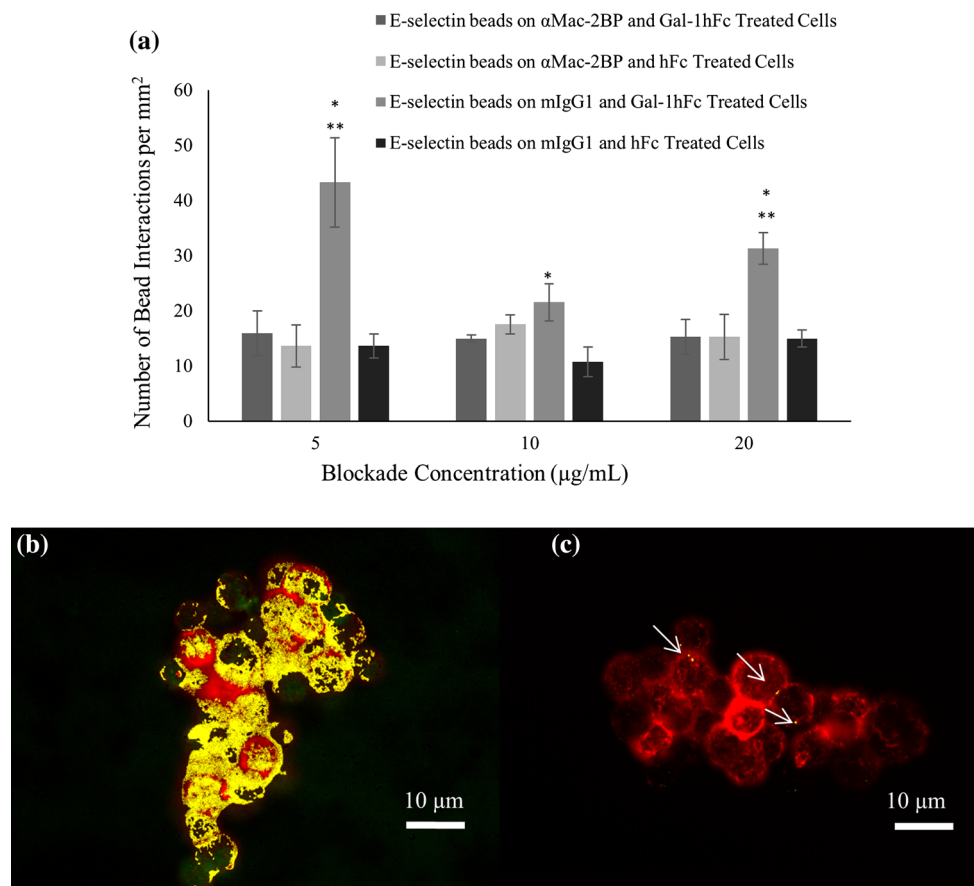 (a)
E-selectin beads on αMac-2BP and Gal-1hFc Treated Cells
E-selectin beads on αMac-2BP and hFc Treated Cells
E-selectin beads on mIgG1 and Gal-1hFc Treated Cells
E-selectin beads on mIgG1 and hFc Treated Cells
Number of Bead Interactions per mm²
60
50
40
30
20
10
0
*
**
*
*
**
5
10
20
Blockade Concentration (µg/mL)
(b)
10 µm
(c)
10 µm